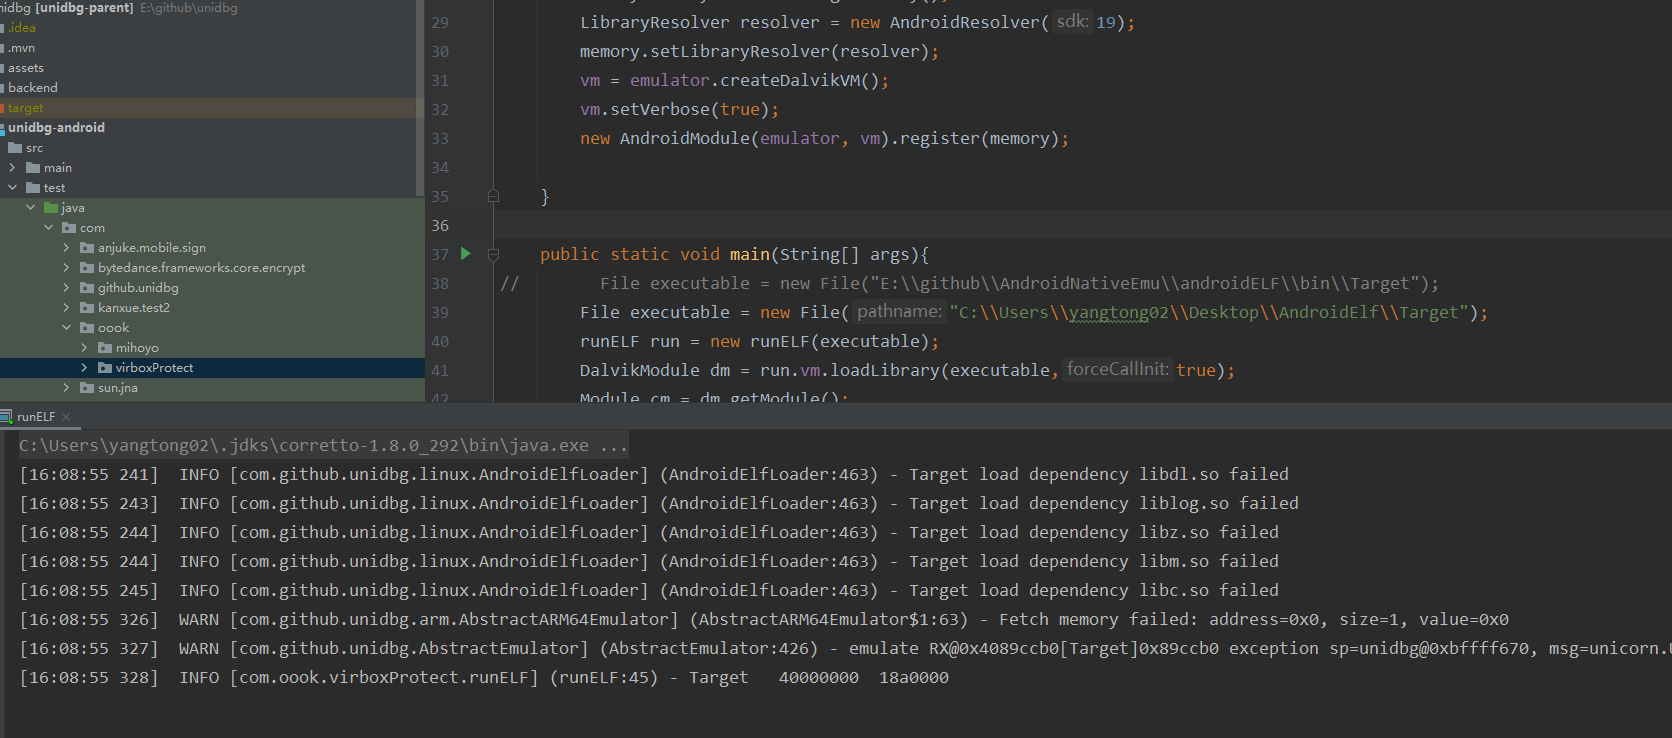 nidbg [unidbg-parent] E:\github\unidbg
.idea
.mvn
assets
backend
target
unidbg-android
src
main
test
java
com
anjuke.mobile.sign
bytedance.frameworks.core.encrypt
github.unidbg
kanxue.test2
oook
mihoyo
virboxProtect
sun.jna
29 LibraryResolver resolver = new AndroidResolver( sdk: 19);
30 memory.setLibraryResolver(resolver);
31 vm = emulator.createDalvikVM();
32 vm.setVerbose(true);
33 new AndroidModule(emulator, vm).register(memory);
34
35 }
36
37 public static void main(String[] args){
38 // File executable = new File("E:\\github\\AndroidNativeEmu\\androidELF\\bin\\Target");
39 File executable = new File( pathname: "C:\\Users\\yangtong02\\Desktop\\AndroidElf\\Target");
40 runELF run = new runELF(executable);
41 DalvikModule dm = run.vm.loadLibrary(executable, forceCallInit: true);
42 Module cm = dm.getModule();
runELF
C:\Users\yangtong02\.jdks\corretto-1.8.0_292\bin\java.exe ...
[16:08:55 241]  INFO [com.github.unidbg.linux.AndroidElfLoader] (AndroidElfLoader:463) - Target load dependency libdl.so failed
[16:08:55 243]  INFO [com.github.unidbg.linux.AndroidElfLoader] (AndroidElfLoader:463) - Target load dependency liblog.so failed
[16:08:55 244]  INFO [com.github.unidbg.linux.AndroidElfLoader] (AndroidElfLoader:463) - Target load dependency libz.so failed
[16:08:55 244]  INFO [com.github.unidbg.linux.AndroidElfLoader] (AndroidElfLoader:463) - Target load dependency libm.so failed
[16:08:55 245]  INFO [com.github.unidbg.linux.AndroidElfLoader] (AndroidElfLoader:463) - Target load dependency libc.so failed
[16:08:55 326]  WARN [com.github.unidbg.arm.AbstractARM64Emulator] (AbstractARM64Emulator$1:63) - Fetch memory failed: address=0x0, size=1, value=0x0
[16:08:55 327]  WARN [com.github.unidbg.AbstractEmulator] (AbstractEmulator:426) - emulate RX@0x4089ccb0[Target]0x89ccb0 exception sp=unidbg@0xbffff670, msg=unicorn.
[16:08:55 328]  INFO [com.oook.virboxProtect.runELF] (runELF:45) - Target   40000000  18a0000